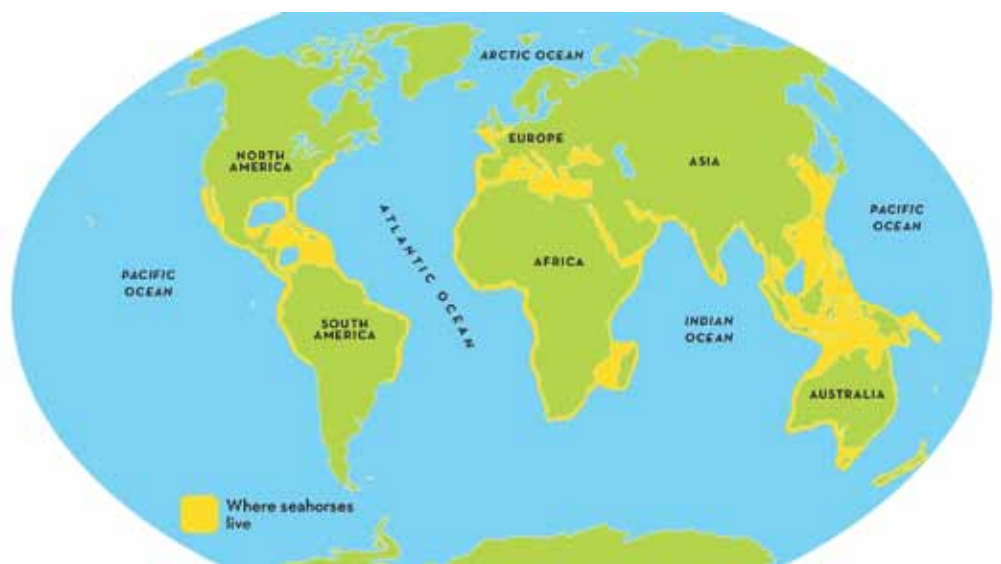 ARCTIC OCEAN
EUROPE
NORTH
AMERICA
ASIA
PACIFIC
OCEAN
ATLANTIC OCEAN
AFRICA
PACIFIC
OCEAN
SOUTH
AMERICA
INDIAN
OCEAN
AUSTRALIA
Where seahorses
live